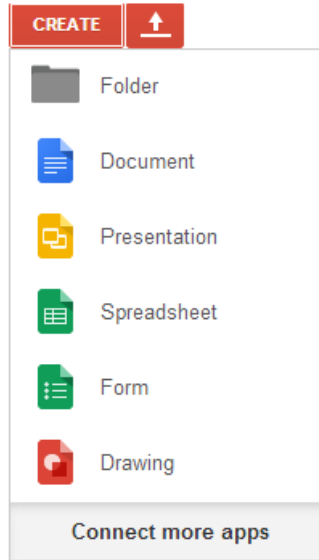 CREATE
Folder
Document
Presentation
Spreadsheet
Form
Drawing
Connect more apps